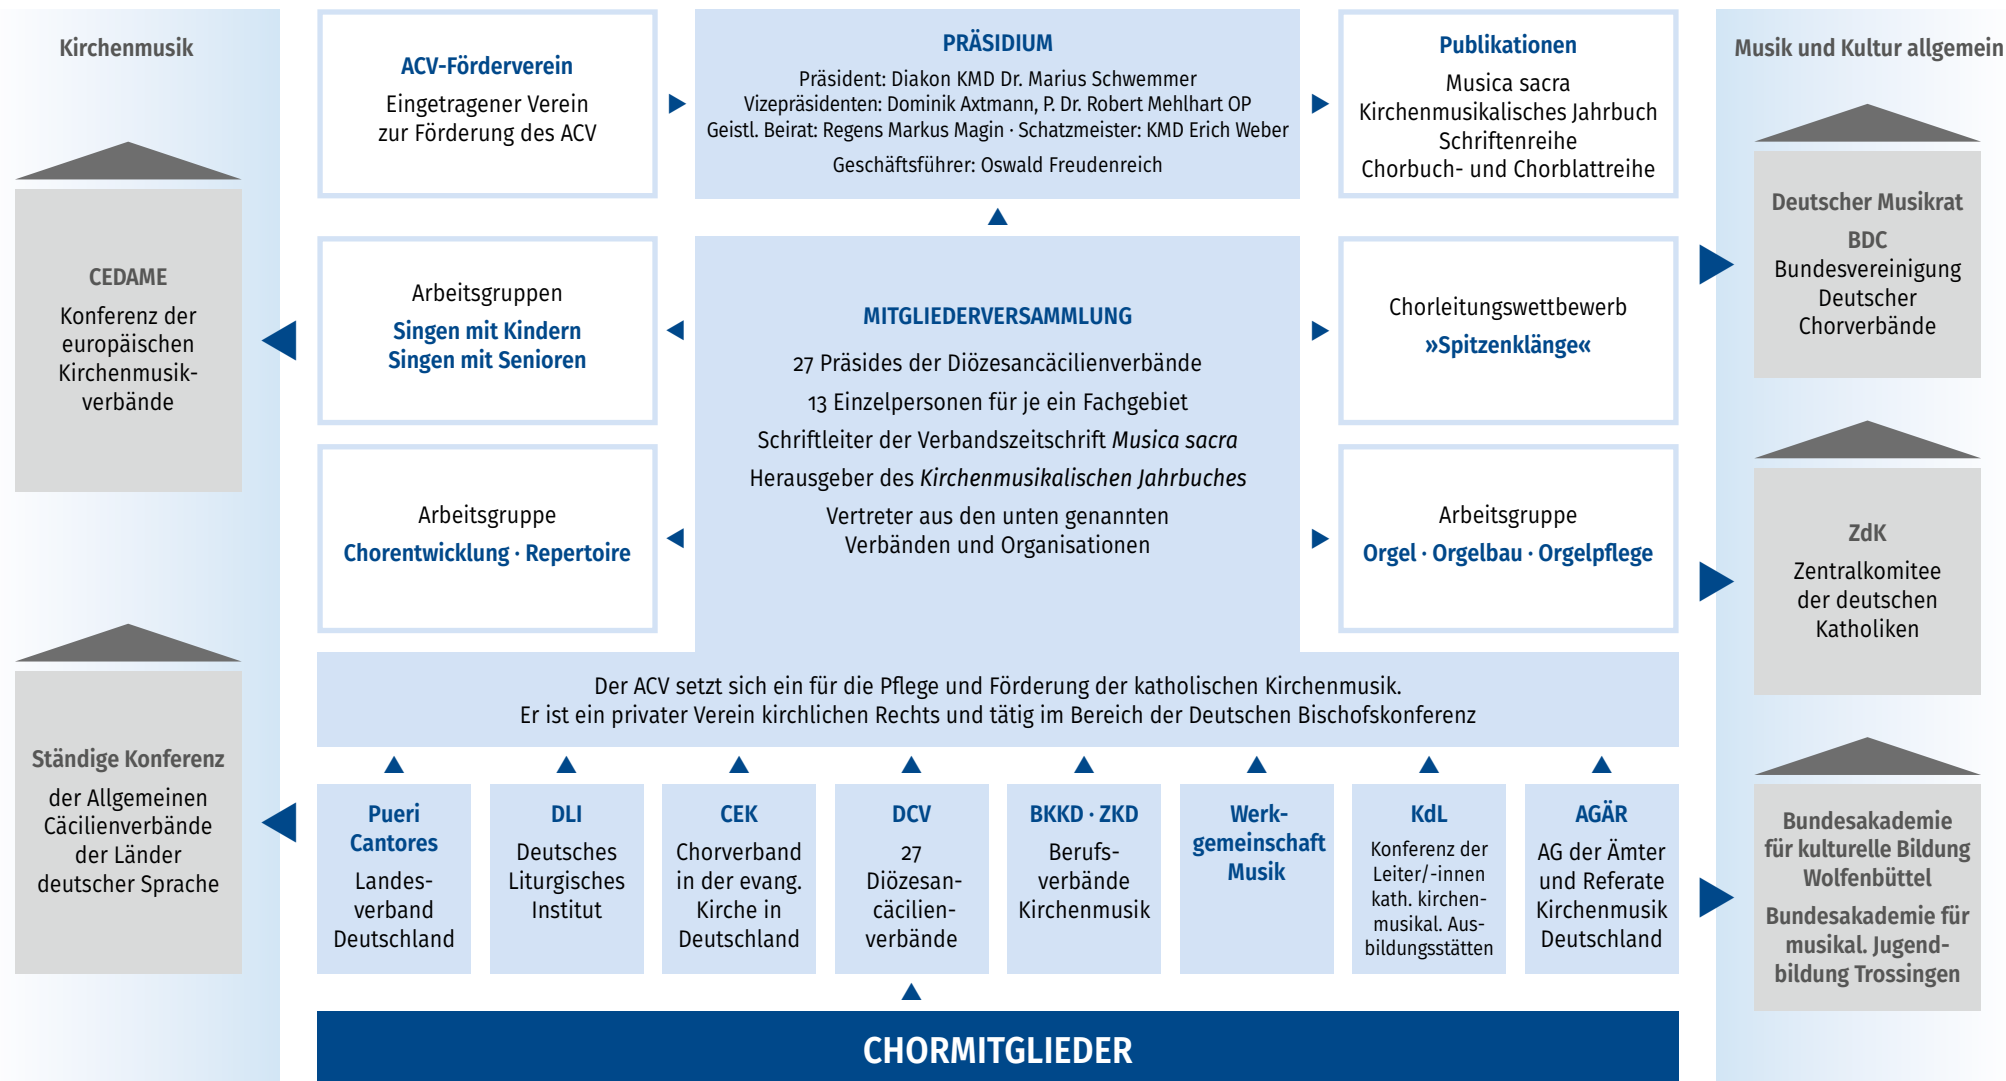 Kirchenmusik
CEDAME
Konferenz der
europäischen
Kirchenmusik-
verbände
Ständige Konferenz
der Allgemeinen
Cäcilienverbände
der Länder
deutscher Sprache
ACV-Förderverein
Eingetragener Verein
zur Förderung des ACV
PRÄSIDIUM
Präsident: Diakon KMD Dr. Marius Schwemmer
Vizepräsidenten: Dominik Axtmann, P. Dr. Robert Mehlhart OP
Geistl. Beirat: Regens Markus Magin · Schatzmeister: KMD Erich Weber
Geschäftsführer: Oswald Freudenreich
Publikationen
Musica sacra
Kirchenmusikalisches Jahrbuch
Schriftenreihe
Chorbuch- und Chorblattreihe
Arbeitsgruppen
Singen mit Kindern
Singen mit Senioren
Arbeitsgruppe
Chorentwicklung · Repertoire
MITGLIEDERVERSAMMLUNG
27 Präsides der Diözesancäcilienverbände
13 Einzelpersonen für je ein Fachgebiet
Schriftleiter der Verbandszeitschrift Musica sacra
Herausgeber des Kirchenmusikalischen Jahrbuches
Vertreter aus den unten genannten
Verbänden und Organisationen
Chorleitungswettbewerb
»Spitzenklänge«
Arbeitsgruppe
Orgel · Orgelbau · Orgelpflege
Der ACV setzt sich ein für die Pflege und Förderung der katholischen Kirchenmusik.
Er ist ein privater Verein kirchlichen Rechts und tätig im Bereich der Deutschen Bischofskonferenz
Pueri
Cantores
Landes-
verband
Deutschland
DLI
Deutsches
Liturgisches
Institut
CEK
Chorverband
in der evang.
Kirche in
Deutschland
DCV
27
Diözesan-
cäcilien-
verbände
BKKD · ZKD
Berufs-
verbände
Kirchenmusik
Werk-
gemeinschaft
Musik
KdL
Konferenz der
Leiter/-innen
kath. kirchen-
musikal. Aus-
bildungsstätten
AGÄR
AG der Ämter
und Referate
Kirchenmusik
Deutschland
CHORMITGLIEDER
Musik und Kultur allgemein
Deutscher Musikrat
BDC
Bundesvereinigung
Deutscher
Chorverbände
ZdK
Zentralkomitee
der deutschen
Katholiken
Bundesakademie
für kulturelle Bildung
Wolfenbüttel
Bundesakademie für
musikal. Jugend-
bildung Trossingen